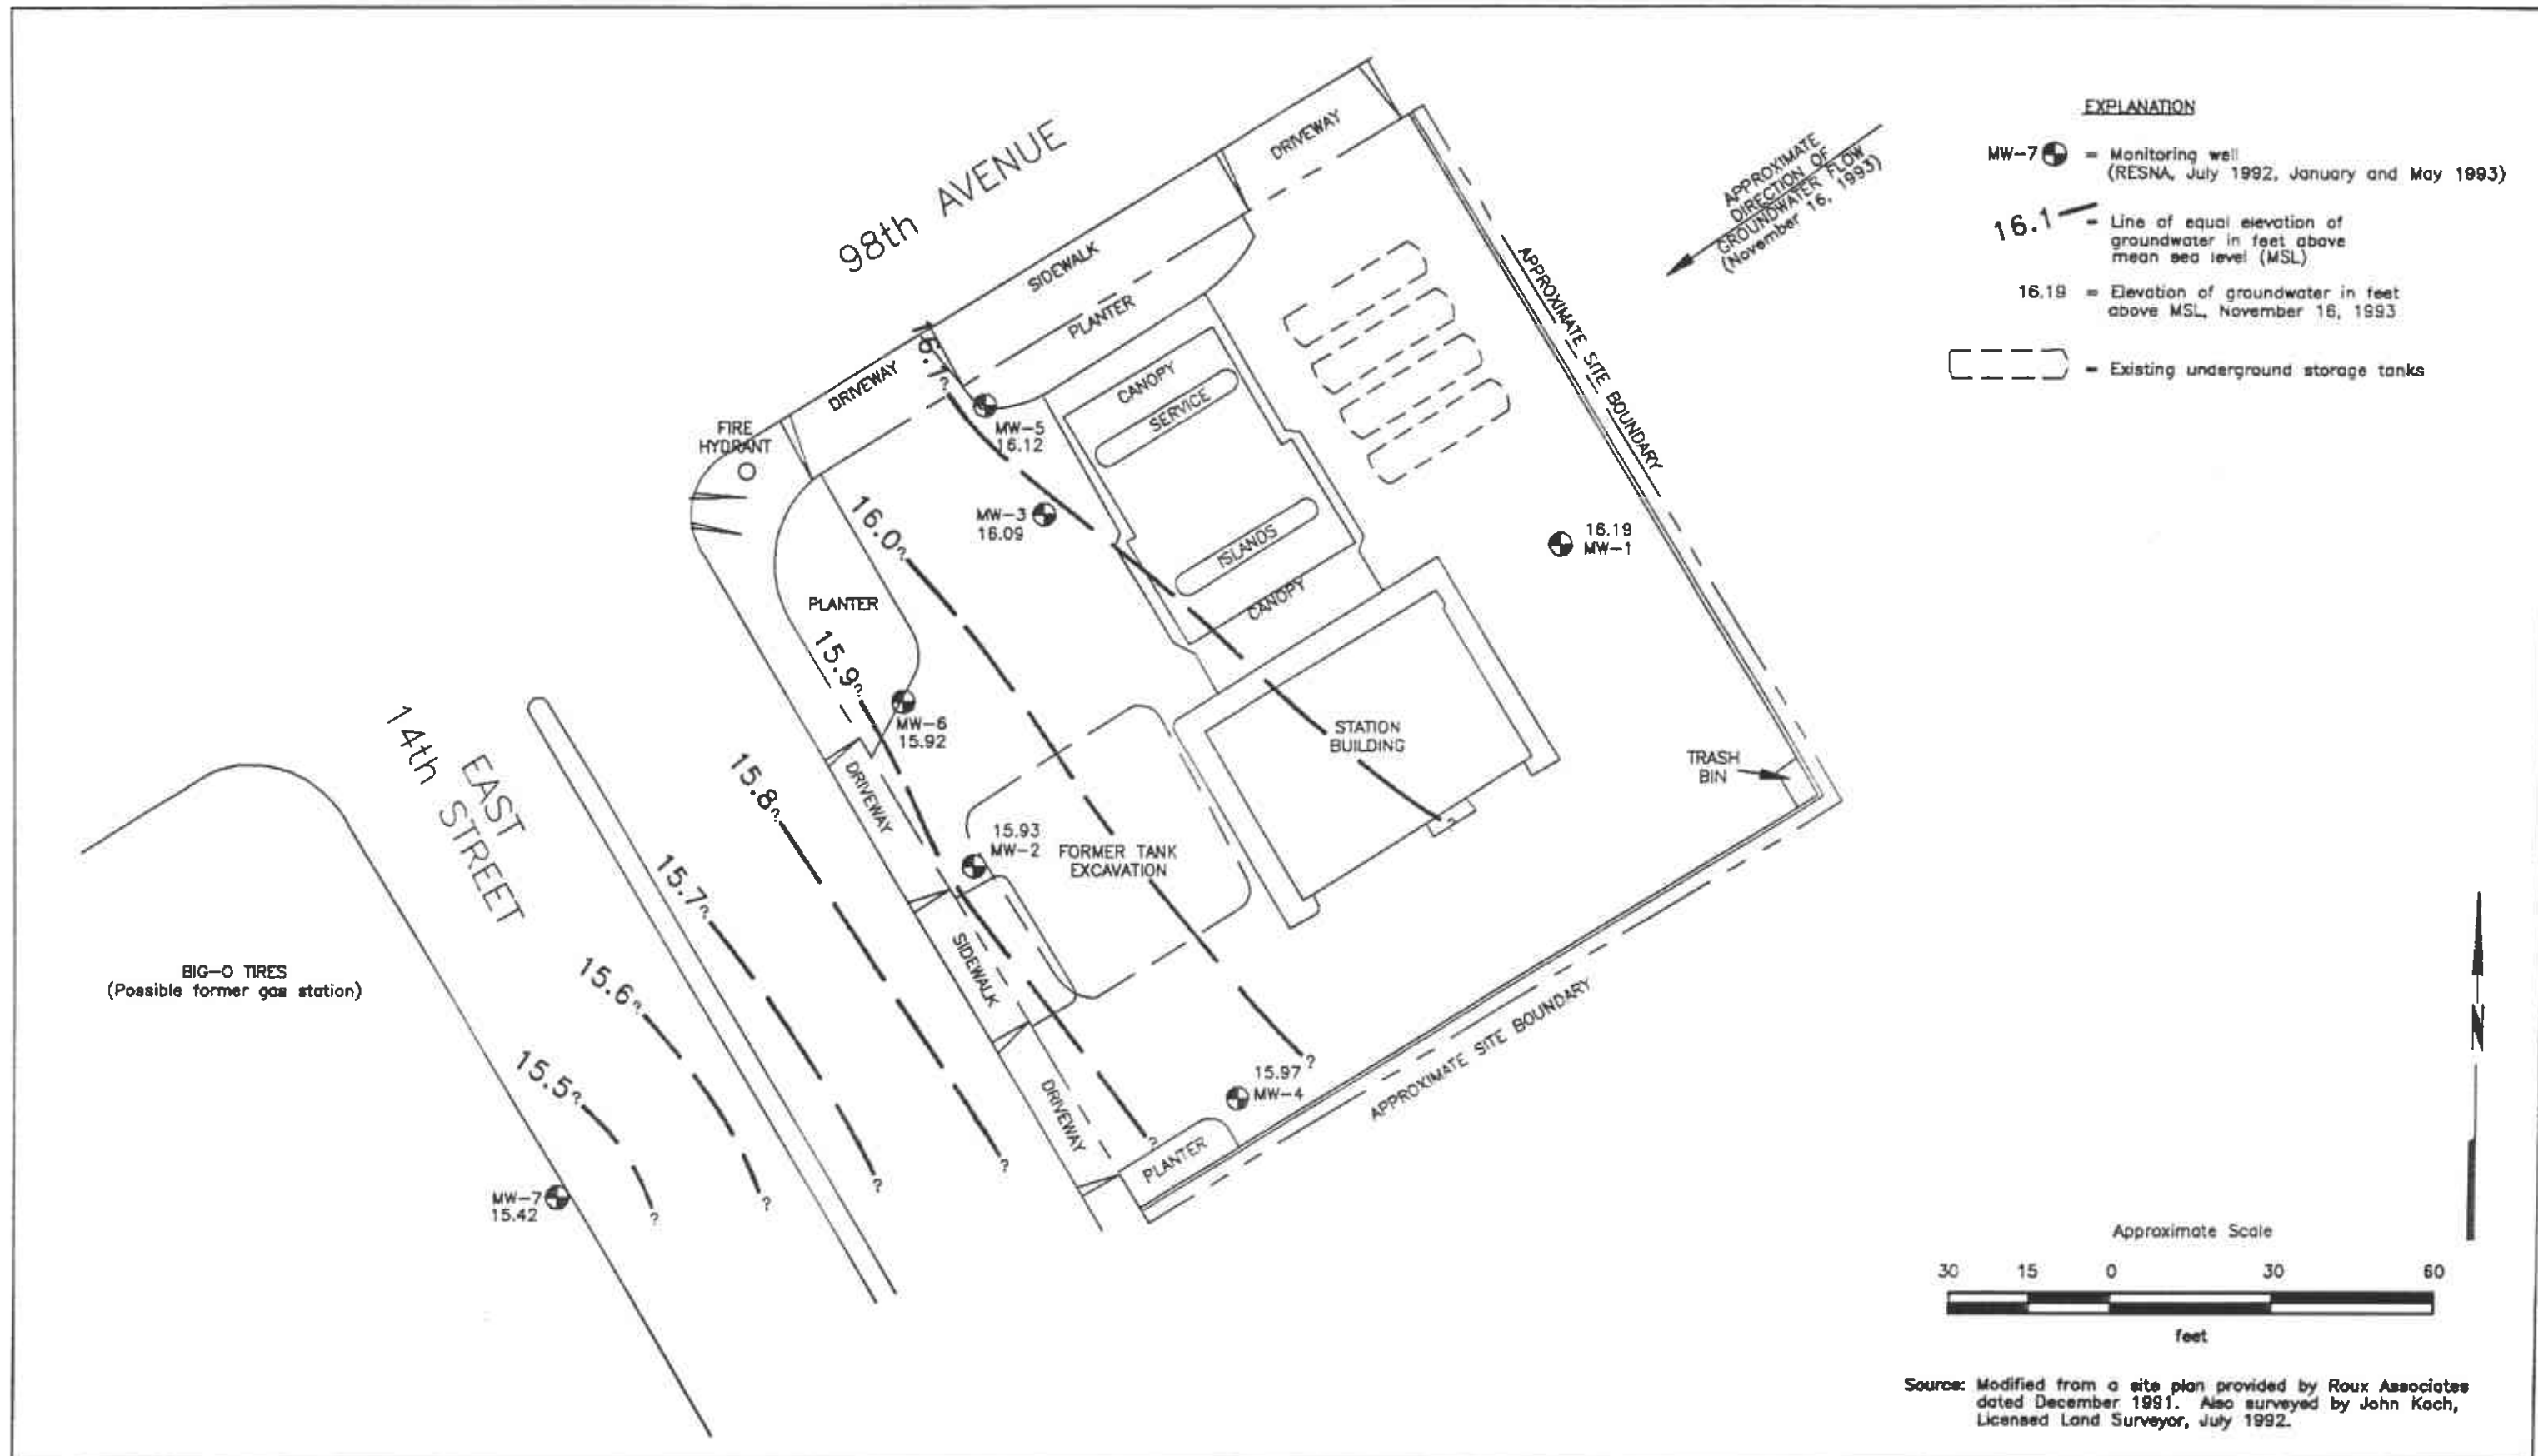 98th AVENUE
DRIVEWAY
SIDEWALK
PLANTER
APPROXIMATE
DIRECTION OF
GROUNDWATER FLOW
(November 16, 1993)
EXPLANATION
MW-7 = Monitoring well
(RESNA, July 1992, January and May 1993)
16.1 = Line of equal elevation of
groundwater in feet above
mean sea level (MSL)
16.19 = Elevation of groundwater in feet
above MSL, November 16, 1993
= Existing underground storage tanks
APPROXIMATE SITE BOUNDARY
16.1?
DRIVEWAY
CANOPY
SERVICE
MW-5
16.12
FIRE
HYDRANT
MW-3
16.09
16.0?
ISLANDS
CANOPY
16.19
MW-1
PLANTER
15.9?
MW-6
15.92
STATION
BUILDING
?
TRASH
BIN
14th
EAST
STREET
15.8?
DRIVEWAY
15.93
MW-2
FORMER TANK
EXCAVATION
15.7?
SIDEWALK
BIG-O TIRES
(Possible former gas station)
15.6?
15.5?
15.97
MW-4
?
APPROXIMATE SITE BOUNDARY
DRIVEWAY
PLANTER
?
?
?
?
?
MW-7
15.42
N
Approximate Scale
30 15 0 30 60
feet
Source: Modified from a site plan provided by Roux Associates
dated December 1991. Also surveyed by John Koch,
Licensed Land Surveyor, July 1992.